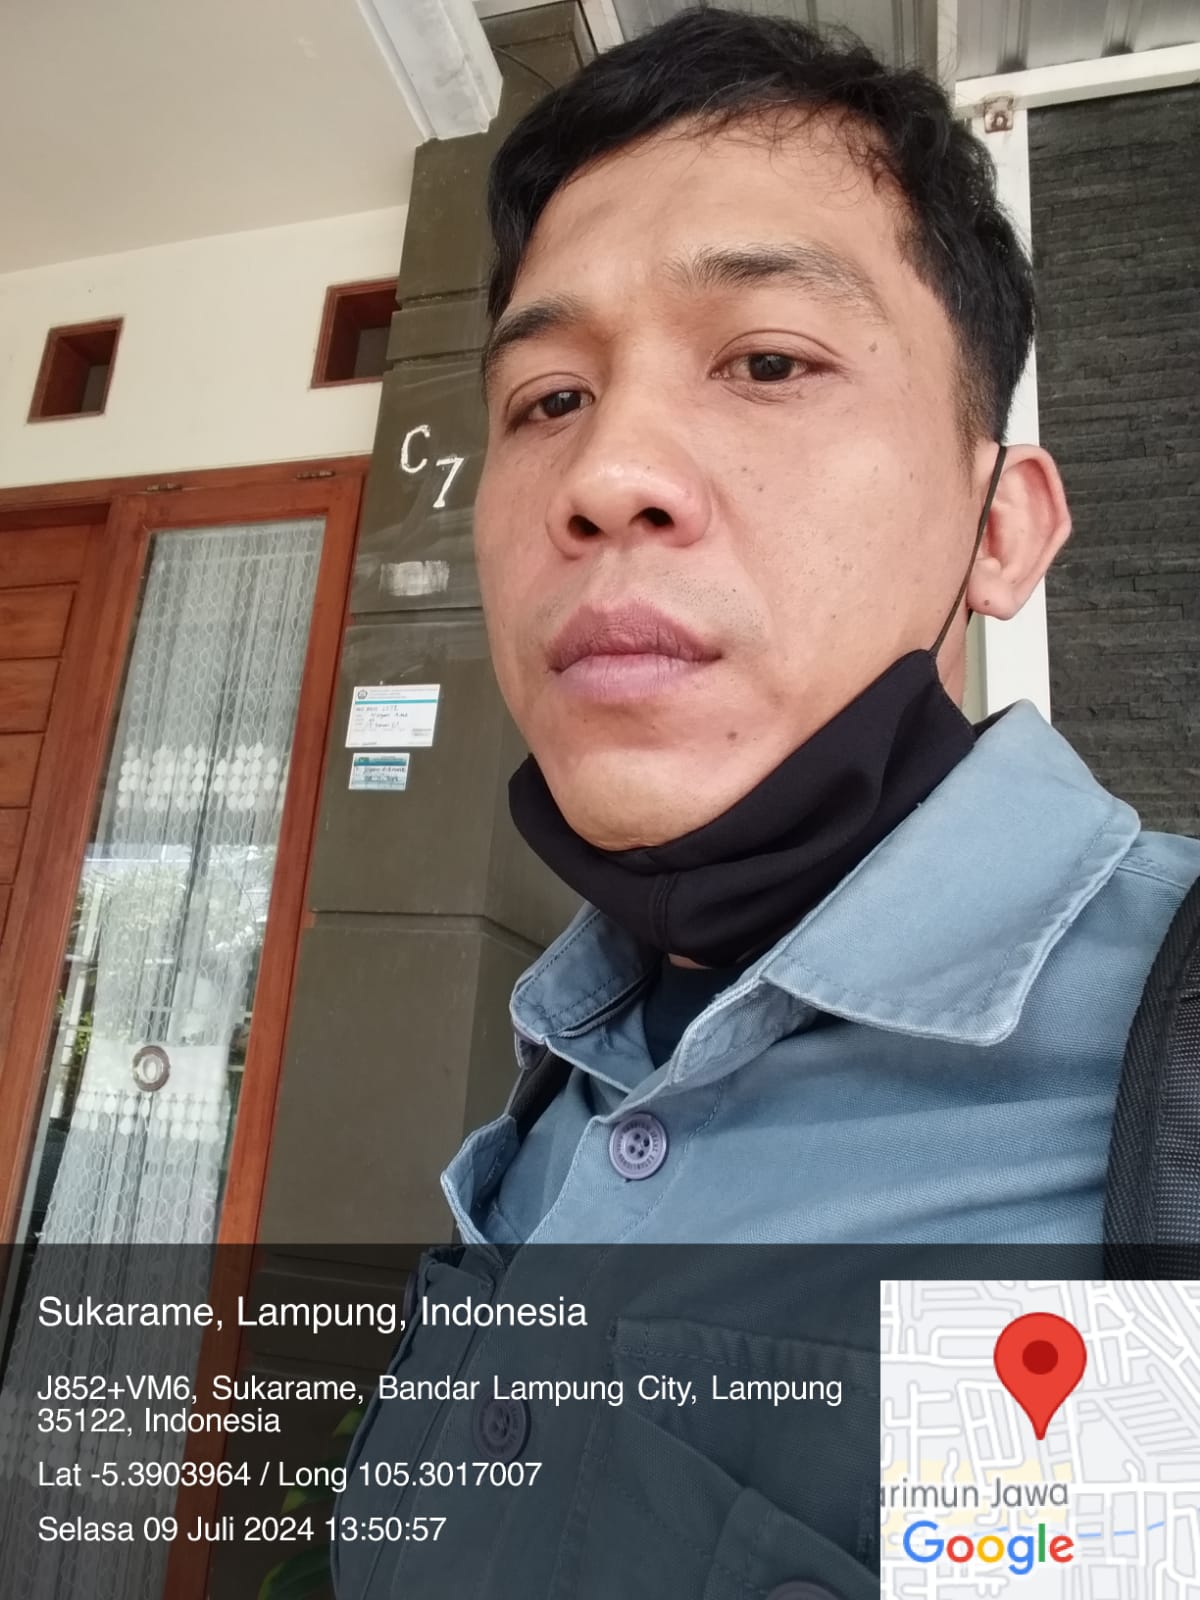 C7
Sukarame, Lampung, Indonesia
J852+VM6, Sukarame, Bandar Lampung City, Lampung
35122, Indonesia
Lat -5.3903964 / Long 105.3017007
Selasa 09 Juli 2024 13:50:57
arimun Jawa
Google